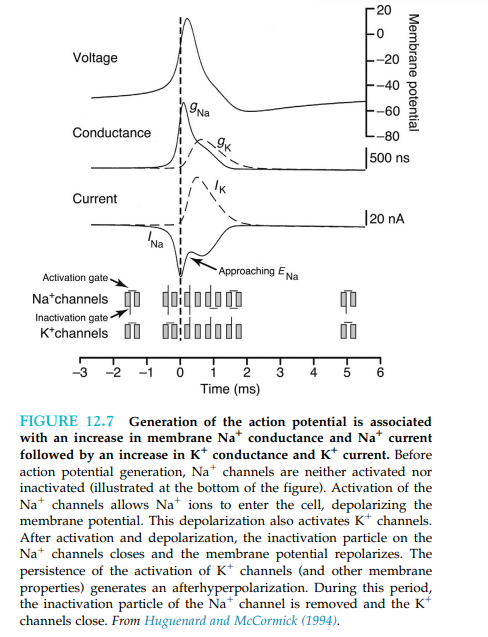 20
0
Voltage
-20
Membrane potential
-40
-60
gNa
Conductance
gK
-80
500 ns
IK
Current
20 nA
INa
Approaching ENa
Activation gate
Na+channels
Inactivation gate
K+channels
-3 -2 -1 0 1 2 3 4 5 6
Time (ms)
FIGURE 12.7 Generation of the action potential is associated
with an increase in membrane Na+ conductance and Na+ current
followed by an increase in K+ conductance and K+ current. Before
action potential generation, Na+ channels are neither activated nor
inactivated (illustrated at the bottom of the figure). Activation of the
Na+ channels allows Na+ ions to enter the cell, depolarizing the
membrane potential. This depolarization also activates K+ channels.
After activation and depolarization, the inactivation particle on the
Na+ channels closes and the membrane potential repolarizes. The
persistence of the activation of K+ channels (and other membrane
properties) generates an afterhyperpolarization. During this period,
the inactivation particle of the Na+ channel is removed and the K+
channels close. From Huguenard and McCormick (1994).